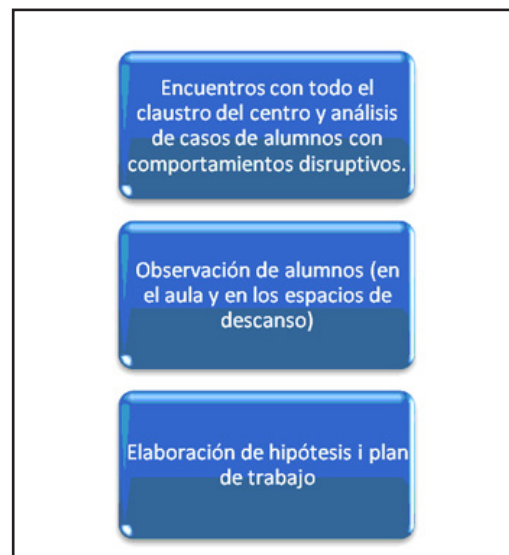 Encuentros con todo el
claustro del centro y análisis
de casos de alumnos con
comportamientos disruptivos.
Observación de alumnos (en
el aula y en los espacios de
descanso)
Elaboración de hipótesis i plan
de trabajo